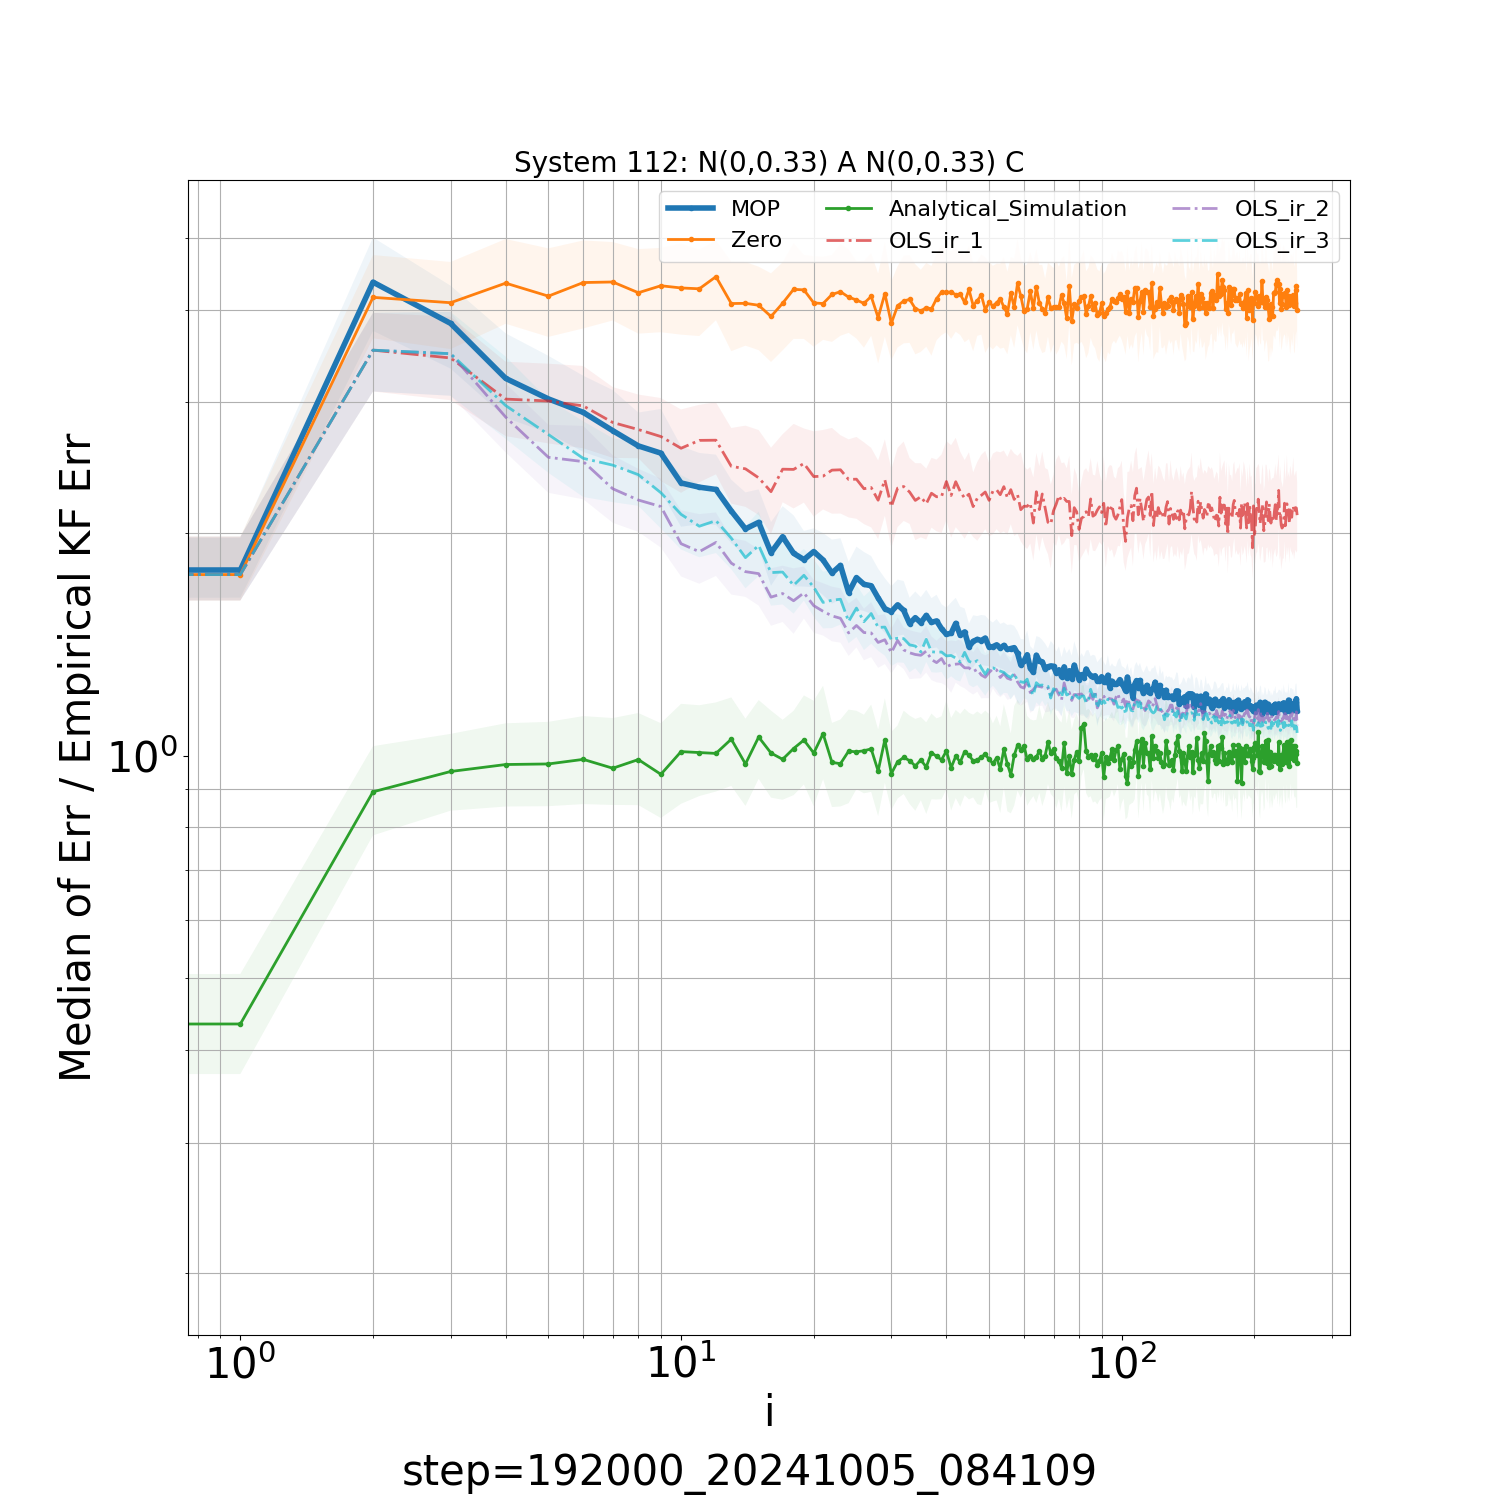 System 112: N(0,0.33) A N(0,0.33) C
MOP
Zero
Analytical_Simulation
OLS_ir_1
OLS_ir_2
OLS_ir_3
Median of Err / Empirical KF Err
10⁰
10⁰ 10¹ 10²
i
step=192000_20241005_084109